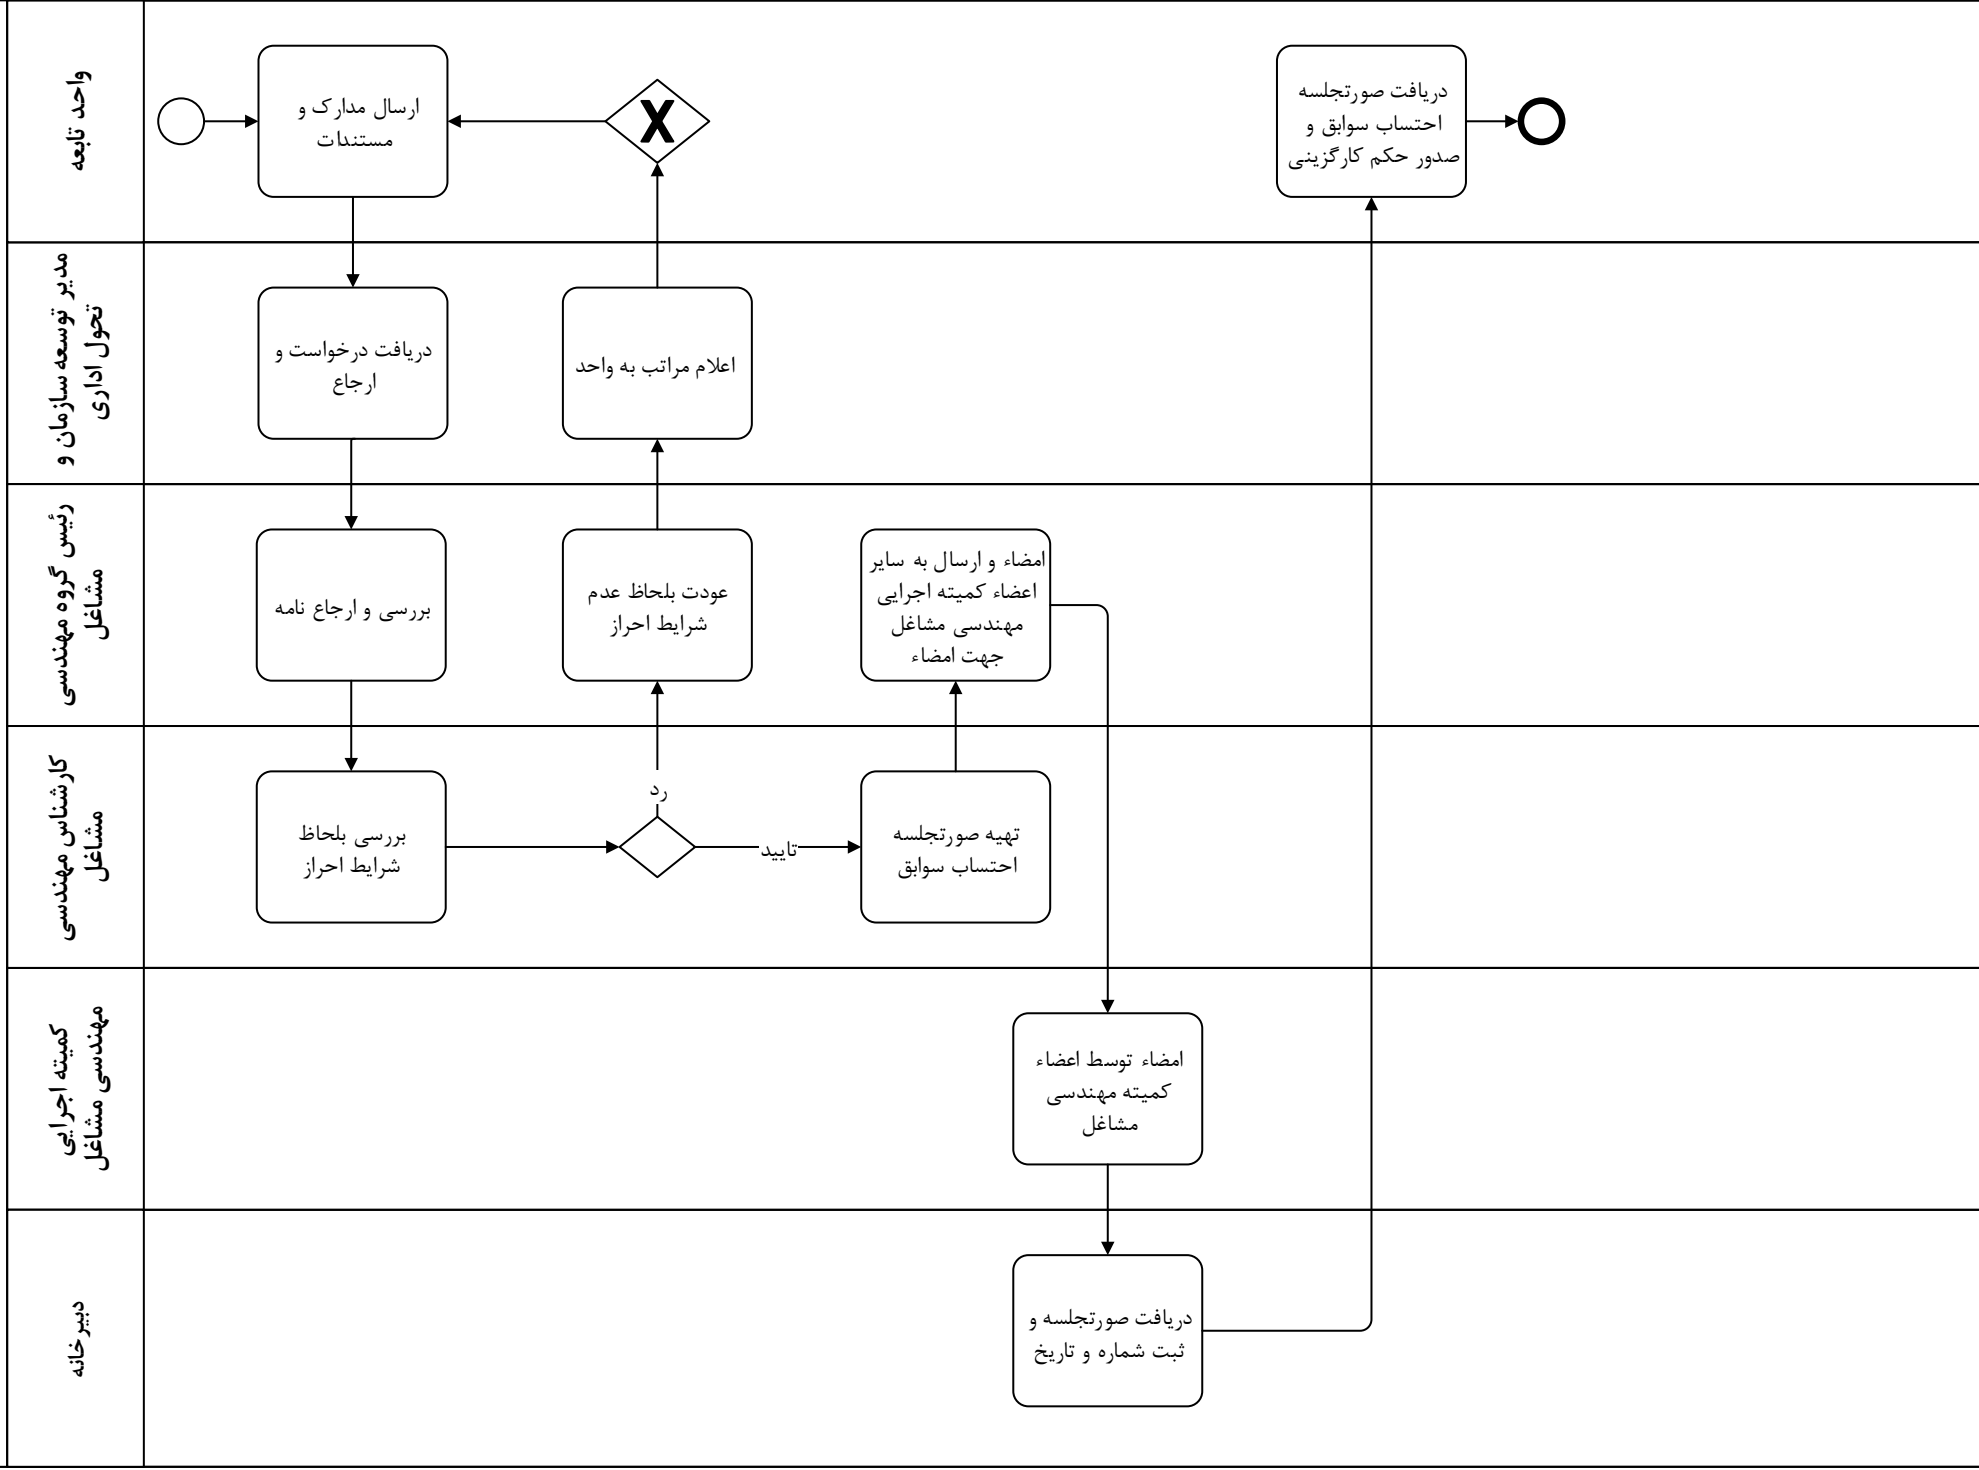 واحد تابعه
ارسال مدارک و
مستندات
X
دریافت صورتجلسه
احتساب سوابق و
صدور حکم کارگزینی
مدیر توسعه سازمان و
تحول اداری
دریافت درخواست و
ارجاع
اعلام مراتب به واحد
رئیس گروه مهندسی
مشاغل
بررسی و ارجاع نامه
عودت بلحاظ عدم
شرایط احراز
امضاء و ارسال به سایر
اعضاء کمیته اجرایی
مهندسی مشاغل
جهت امضاء
کارشناس مهندسی
مشاغل
بررسی بلحاظ
شرایط احراز
رد
تایید
تهیه صورتجلسه
احتساب سوابق
کمیته اجرایی
مهندسی مشاغل
امضاء توسط اعضاء
کمیته مهندسی
مشاغل
دبیرخانه
دریافت صورتجلسه و
ثبت شماره و تاریخ